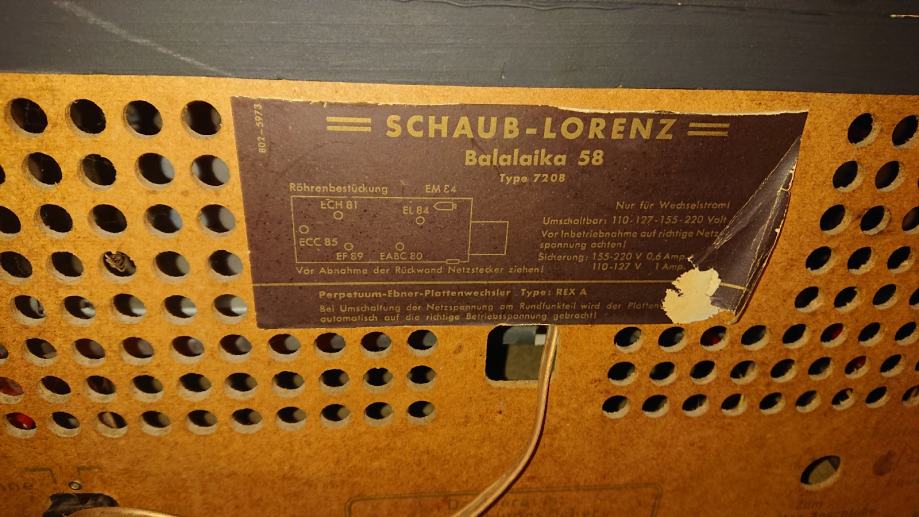 802-5973
SCHAUB-LORENZ
Balalaika 58
Type 7208
Röhrenbestückung EM 84
ECH 81
EL 84
ECC 85
EF 89 EABC 80
Vor Abnahme der Rückwand Netzstecker ziehen!
Nur für Wechselstrom!
Umschaltbar: 110-127-155-220 Volt
Vor Inbetriebnahme auf richtige Netz-
spannung achten!
Sicherung: 155-220 V 0,6 Amp.
110-127 V 1 Amp.
Perpetuum-Ebner-Plattenwechsler Type: REX A
Bei Umschaltung der Netzspannung am Rundfunkteil wird der Platten
automatisch auf die richtige Betriebsspannung gebracht!